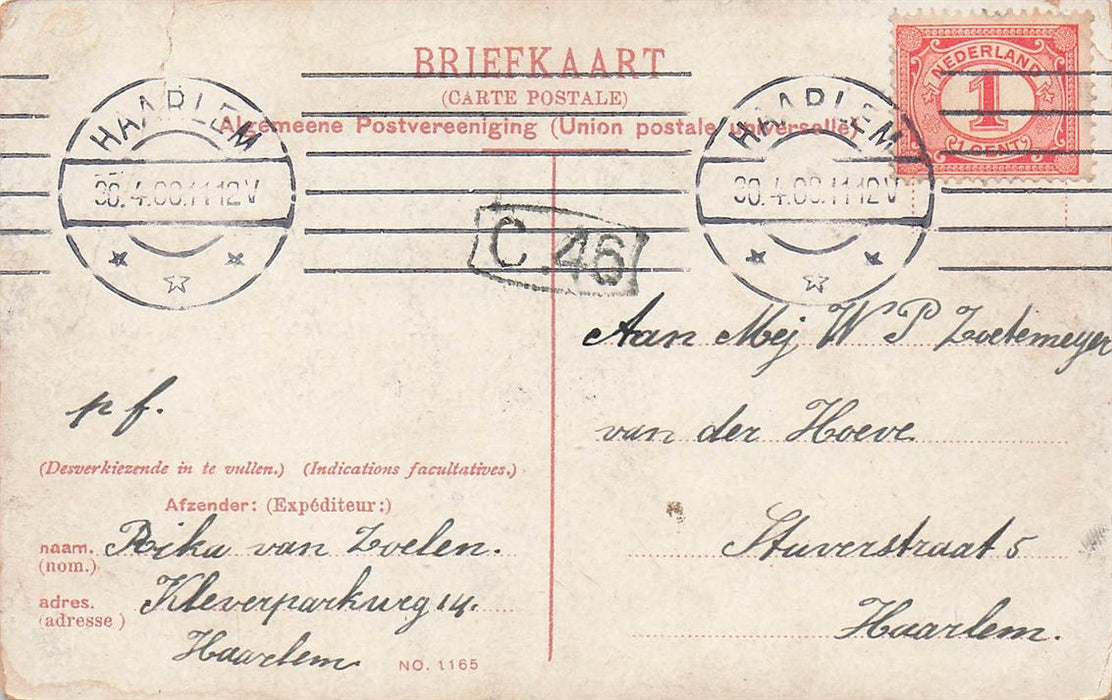 BRIEFKAART
(CARTE POSTALE)
Algemeene Postvereeniging (Union postale universelle)
NEDERLAND
1
1 CENT
HAARLEM
HAARLEM
C.46
Aan Mej W P Zoetemeyer
van der Hoeve
Stuverstraat 5
Haarlem.
p f.
(Desverkiezende in te vullen.) (Indications facultatives.)
Afzender: (Expéditeur:)
naam. Rika van Zoelen.
(nom.)
adres. Kleverparkweg 14.
(adresse)
Haarlem
NO. 1165